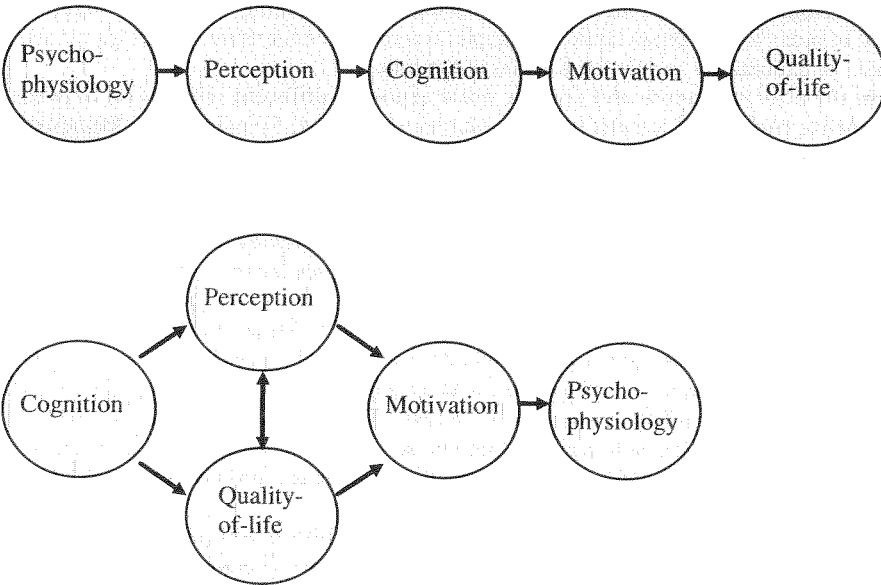 Psycho-
physiology
Perception
Cognition
Motivation
Quality-
of-life
Perception
Cognition
Motivation
Psycho-
physiology
Quality-
of-life